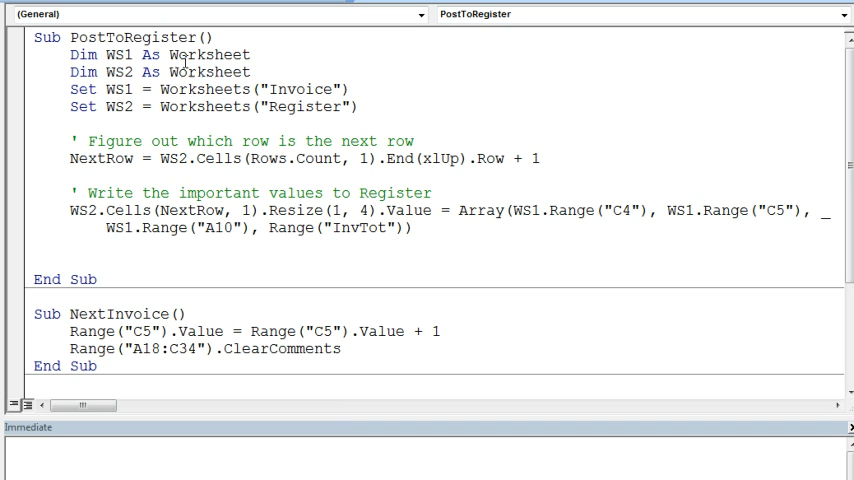 (General)
PostToRegister
Sub PostToRegister()
Dim WS1 As Worksheet
Dim WS2 As Worksheet
Set WS1 = Worksheets("Invoice")
Set WS2 = Worksheets("Register")
' Figure out which row is the next row
NextRow = WS2.Cells(Rows.Count, 1).End(xlUp).Row + 1
' Write the important values to Register
WS2.Cells(NextRow, 1).Resize(1, 4).Value = Array(WS1.Range("C4"), WS1.Range("C5"), _
WS1.Range("A10"), Range("InvTot"))
End Sub
Sub NextInvoice()
Range("C5").Value = Range("C5").Value + 1
Range("A18:C34").ClearComments
End Sub
Immediate